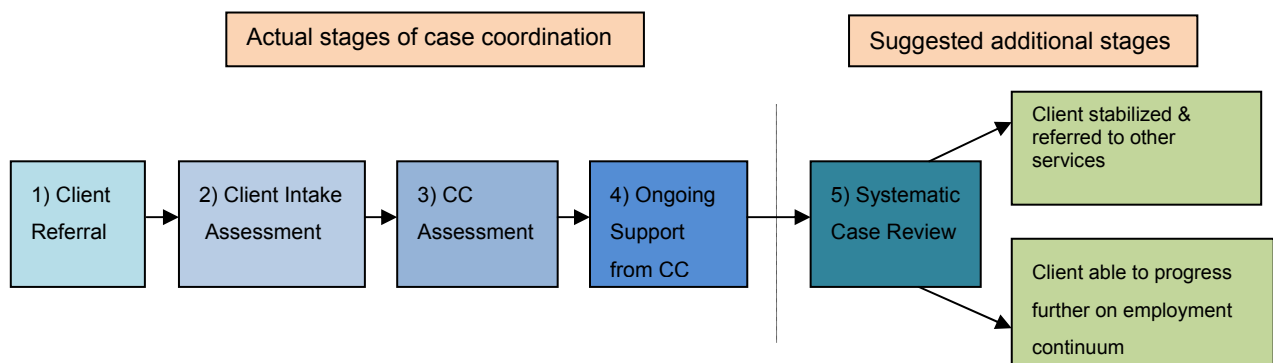 Actual stages of case coordination
Suggested additional stages
1) Client
Referral
2) Client Intake
Assessment
3) CC
Assessment
4) Ongoing
Support
from CC
5) Systematic
Case Review
Client stabilized &
referred to other
services
Client able to progress
further on employment
continuum